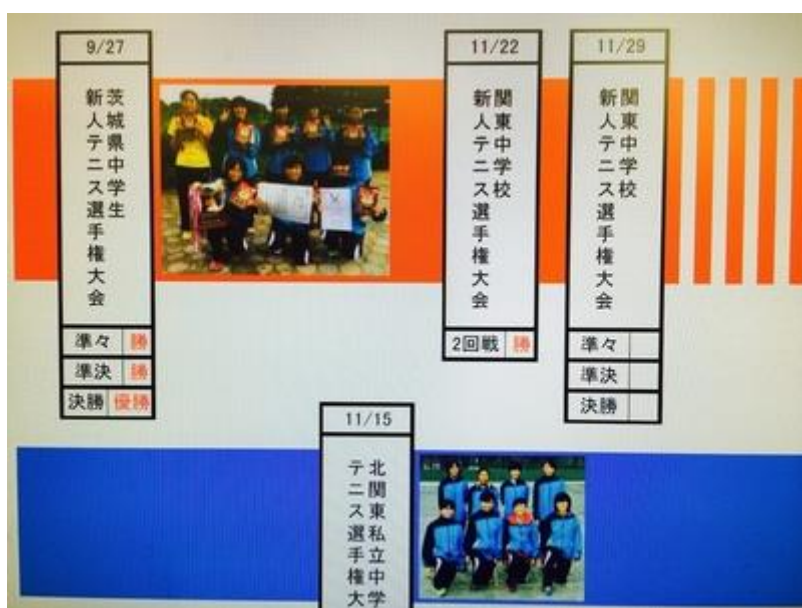 9/27
茨城県中学生
新人テニス選手権大会
準々 勝
準決 勝
決勝 優勝
11/22
関東中学校
新人テニス選手権大会
2回戦 勝
11/29
関東中学校
新人テニス選手権大会
準々
準決
決勝
11/15
北関東私立中学
テニス選手権大